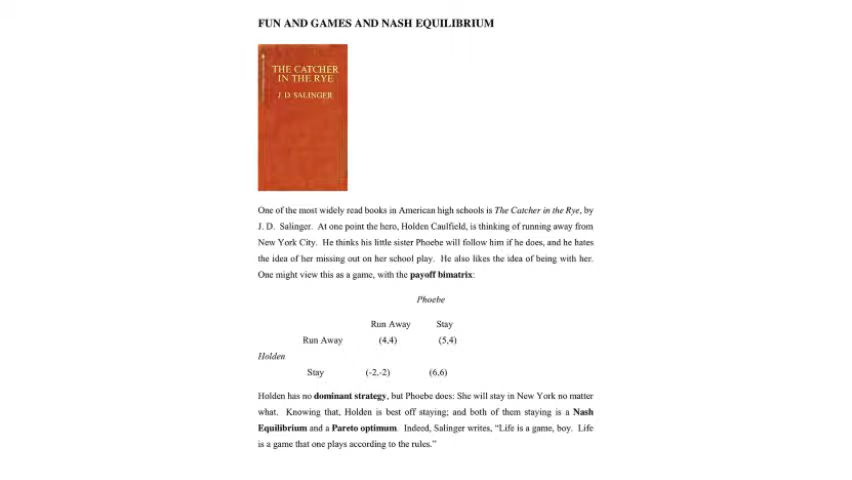 FUN AND GAMES AND NASH EQUILIBRIUM
THE CATCHER
IN THE RYE
J. D. SALINGER
One of the most widely read books in American high schools is The Catcher in the Rye, by
J. D. Salinger. At one point the hero, Holden Caulfield, is thinking of running away from
New York City. He thinks his little sister Phoebe will follow him if he does, and he hates
the idea of her missing out on her school play. He also likes the idea of being with her.
One might view this as a game, with the payoff bimatrix:
Phoebe
Run Away Stay
Run Away (4,4) (5,4)
Holden
Stay (-2,-2) (6,6)
Holden has no dominant strategy, but Phoebe does: She will stay in New York no matter
what. Knowing that, Holden is best off staying; and both of them staying is a Nash
Equilibrium and a Pareto optimum. Indeed, Salinger writes, “Life is a game, boy. Life
is a game that one plays according to the rules.”